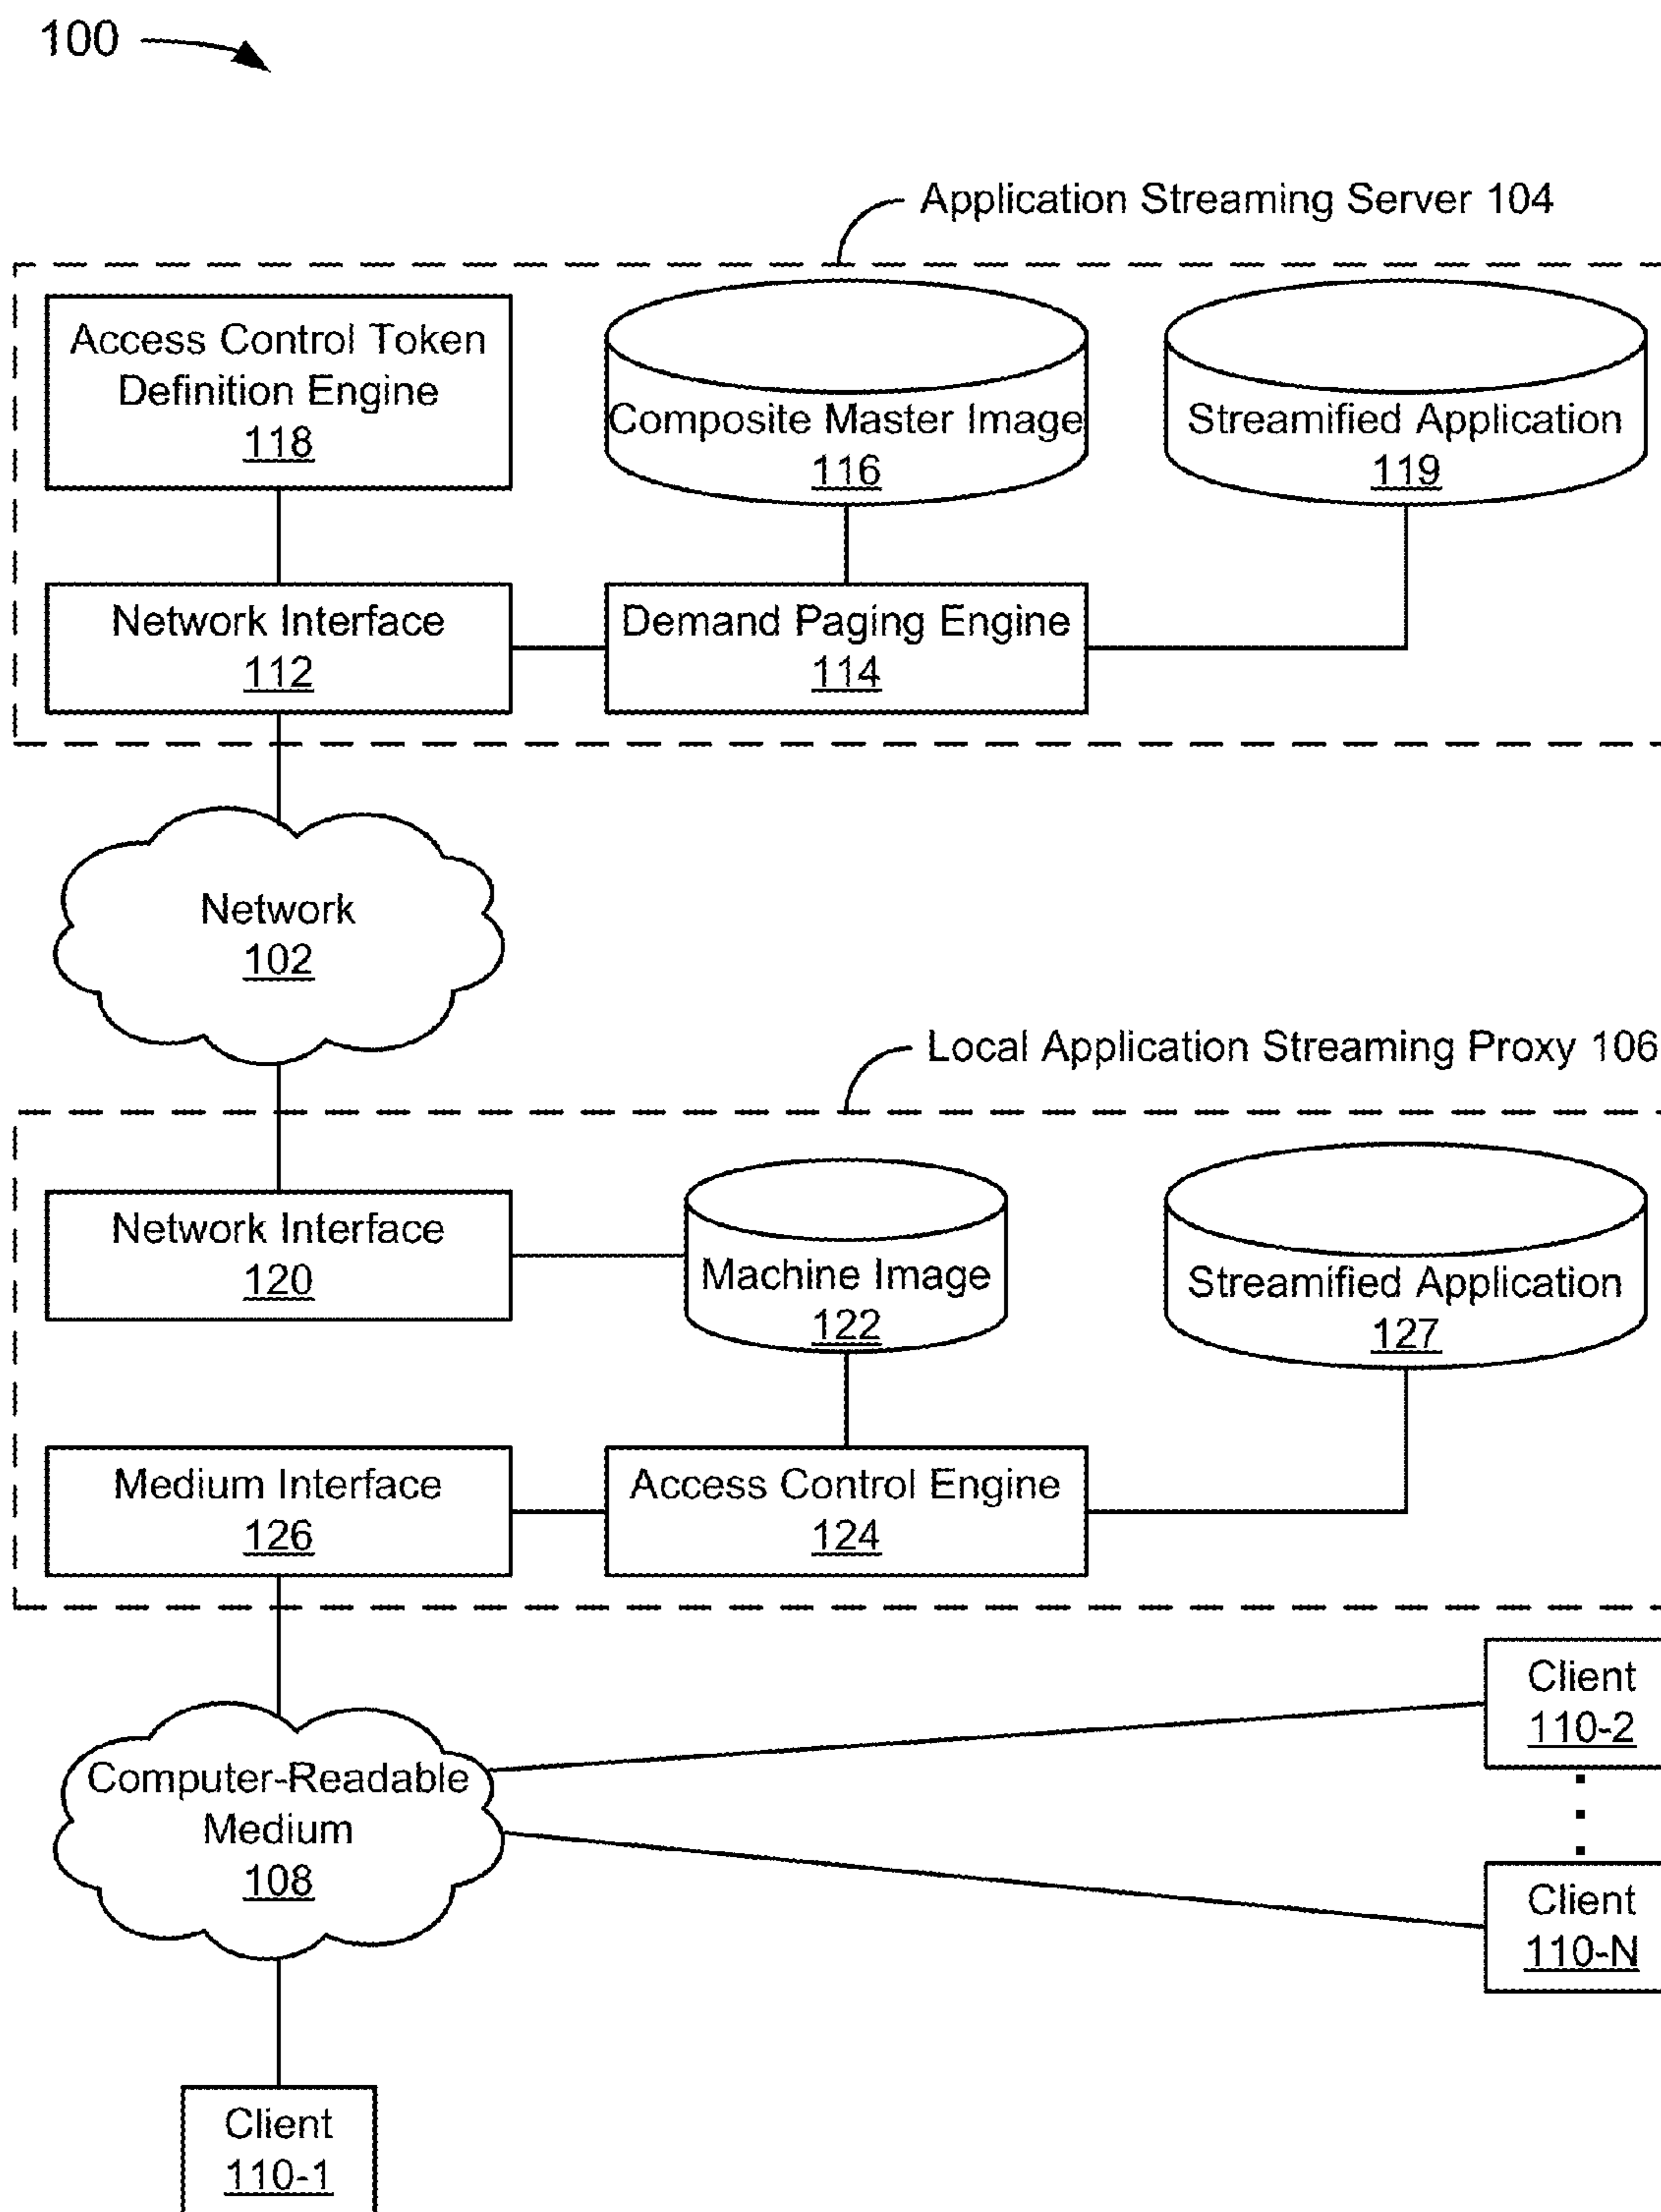 100
Application Streaming Server 104
Access Control Token
Definition Engine
118
Composite Master Image
116
Streamified Application
119
Network Interface
112
Demand Paging Engine
114
Network
102
Local Application Streaming Proxy 106
Network Interface
120
Machine Image
122
Streamified Application
127
Medium Interface
126
Access Control Engine
124
Client
110-2
Computer-Readable
Medium
108
Client
110-N
Client
110-1